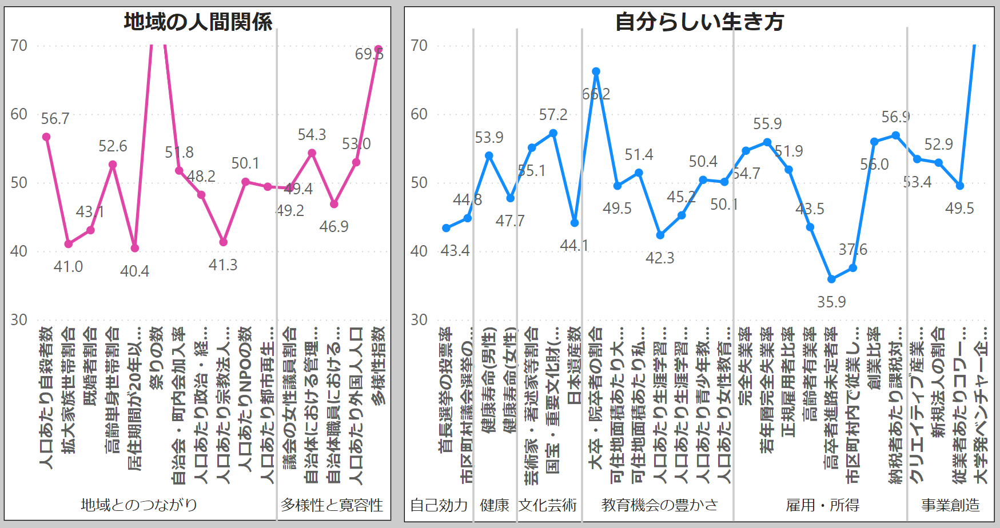 地域の人間関係
70
60
50
40
30
56.7
41.0
43.1
52.6
40.4
51.8
48.2
41.3
50.1
49.4
49.2
54.3
46.9
53.0
69.5
人口あたり自殺者数
拡大家族世帯割合
既婚者割合
高齢単身世帯割合
居住期間が20年以…
祭りの数
自治会・町内会加入率
人口あたり政治・経…
人口あたり宗教法人…
人口あたりNPOの数
人口あたり都市再生…
議会の女性議員割合
自治体における管理…
自治体職員における…
人口あたり外国人人口
多様性指数
地域とのつながり
多様性と寛容性
自分らしい生き方
70
60
50
40
30
43.4
44.8
53.9
47.7
55.1
57.2
44.1
66.2
49.5
51.4
42.3
45.2
50.4
50.1
54.7
55.9
51.9
43.5
35.9
37.6
56.0
56.9
53.4
52.9
49.5
首長選挙の投票率
市区町村議会選挙の…
健康寿命(男性)
健康寿命(女性)
芸術家・著述家等割合
国宝・重要文化財(…
日本遺産数
大卒・院卒者の割合
可住地面積あたり大…
可住地面積あたり私…
人口あたり生涯学習…
人口あたり生涯学習…
人口あたり青少年教…
人口あたり女性教育…
完全失業率
若年層完全失業率
正規雇用者比率
高齢者有業率
高卒者進路未定者率
市区町村内で従業し…
創業比率
納税者あたり課税対…
クリエイティブ産業…
新規法人の割合
従業者あたりコワー…
大学発ベンチャー企…
自己効力
健康
文化芸術
教育機会の豊かさ
雇用・所得
事業創造